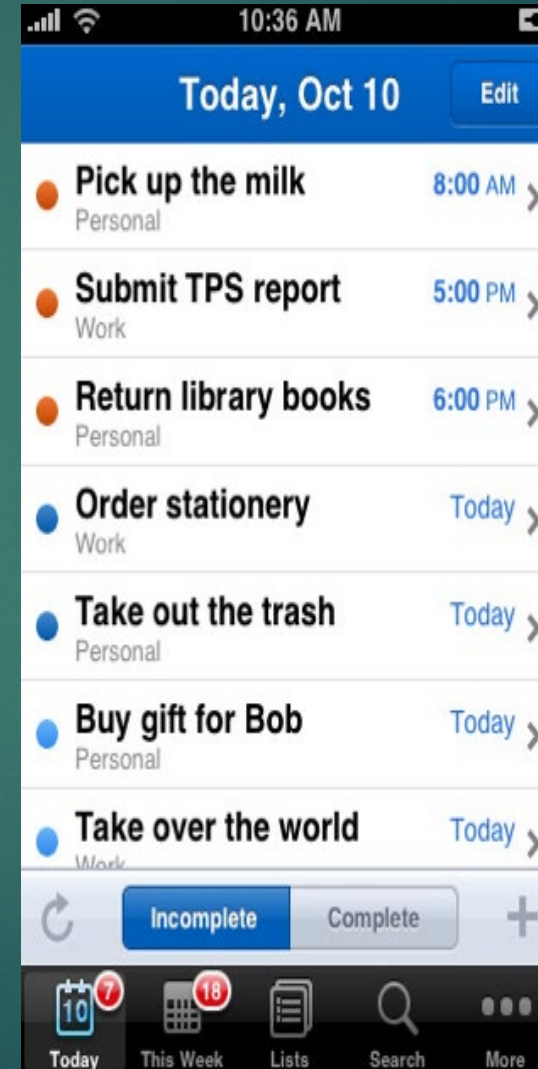 10:36 AM
Today, Oct 10 Edit
Pick up the milk 8:00 AM
Personal
Submit TPS report 5:00 PM
Work
Return library books 6:00 PM
Personal
Order stationery Today
Work
Take out the trash Today
Personal
Buy gift for Bob Today
Personal
Take over the world Today
Work
Incomplete Complete
10 7 18
Today This Week Lists Search More